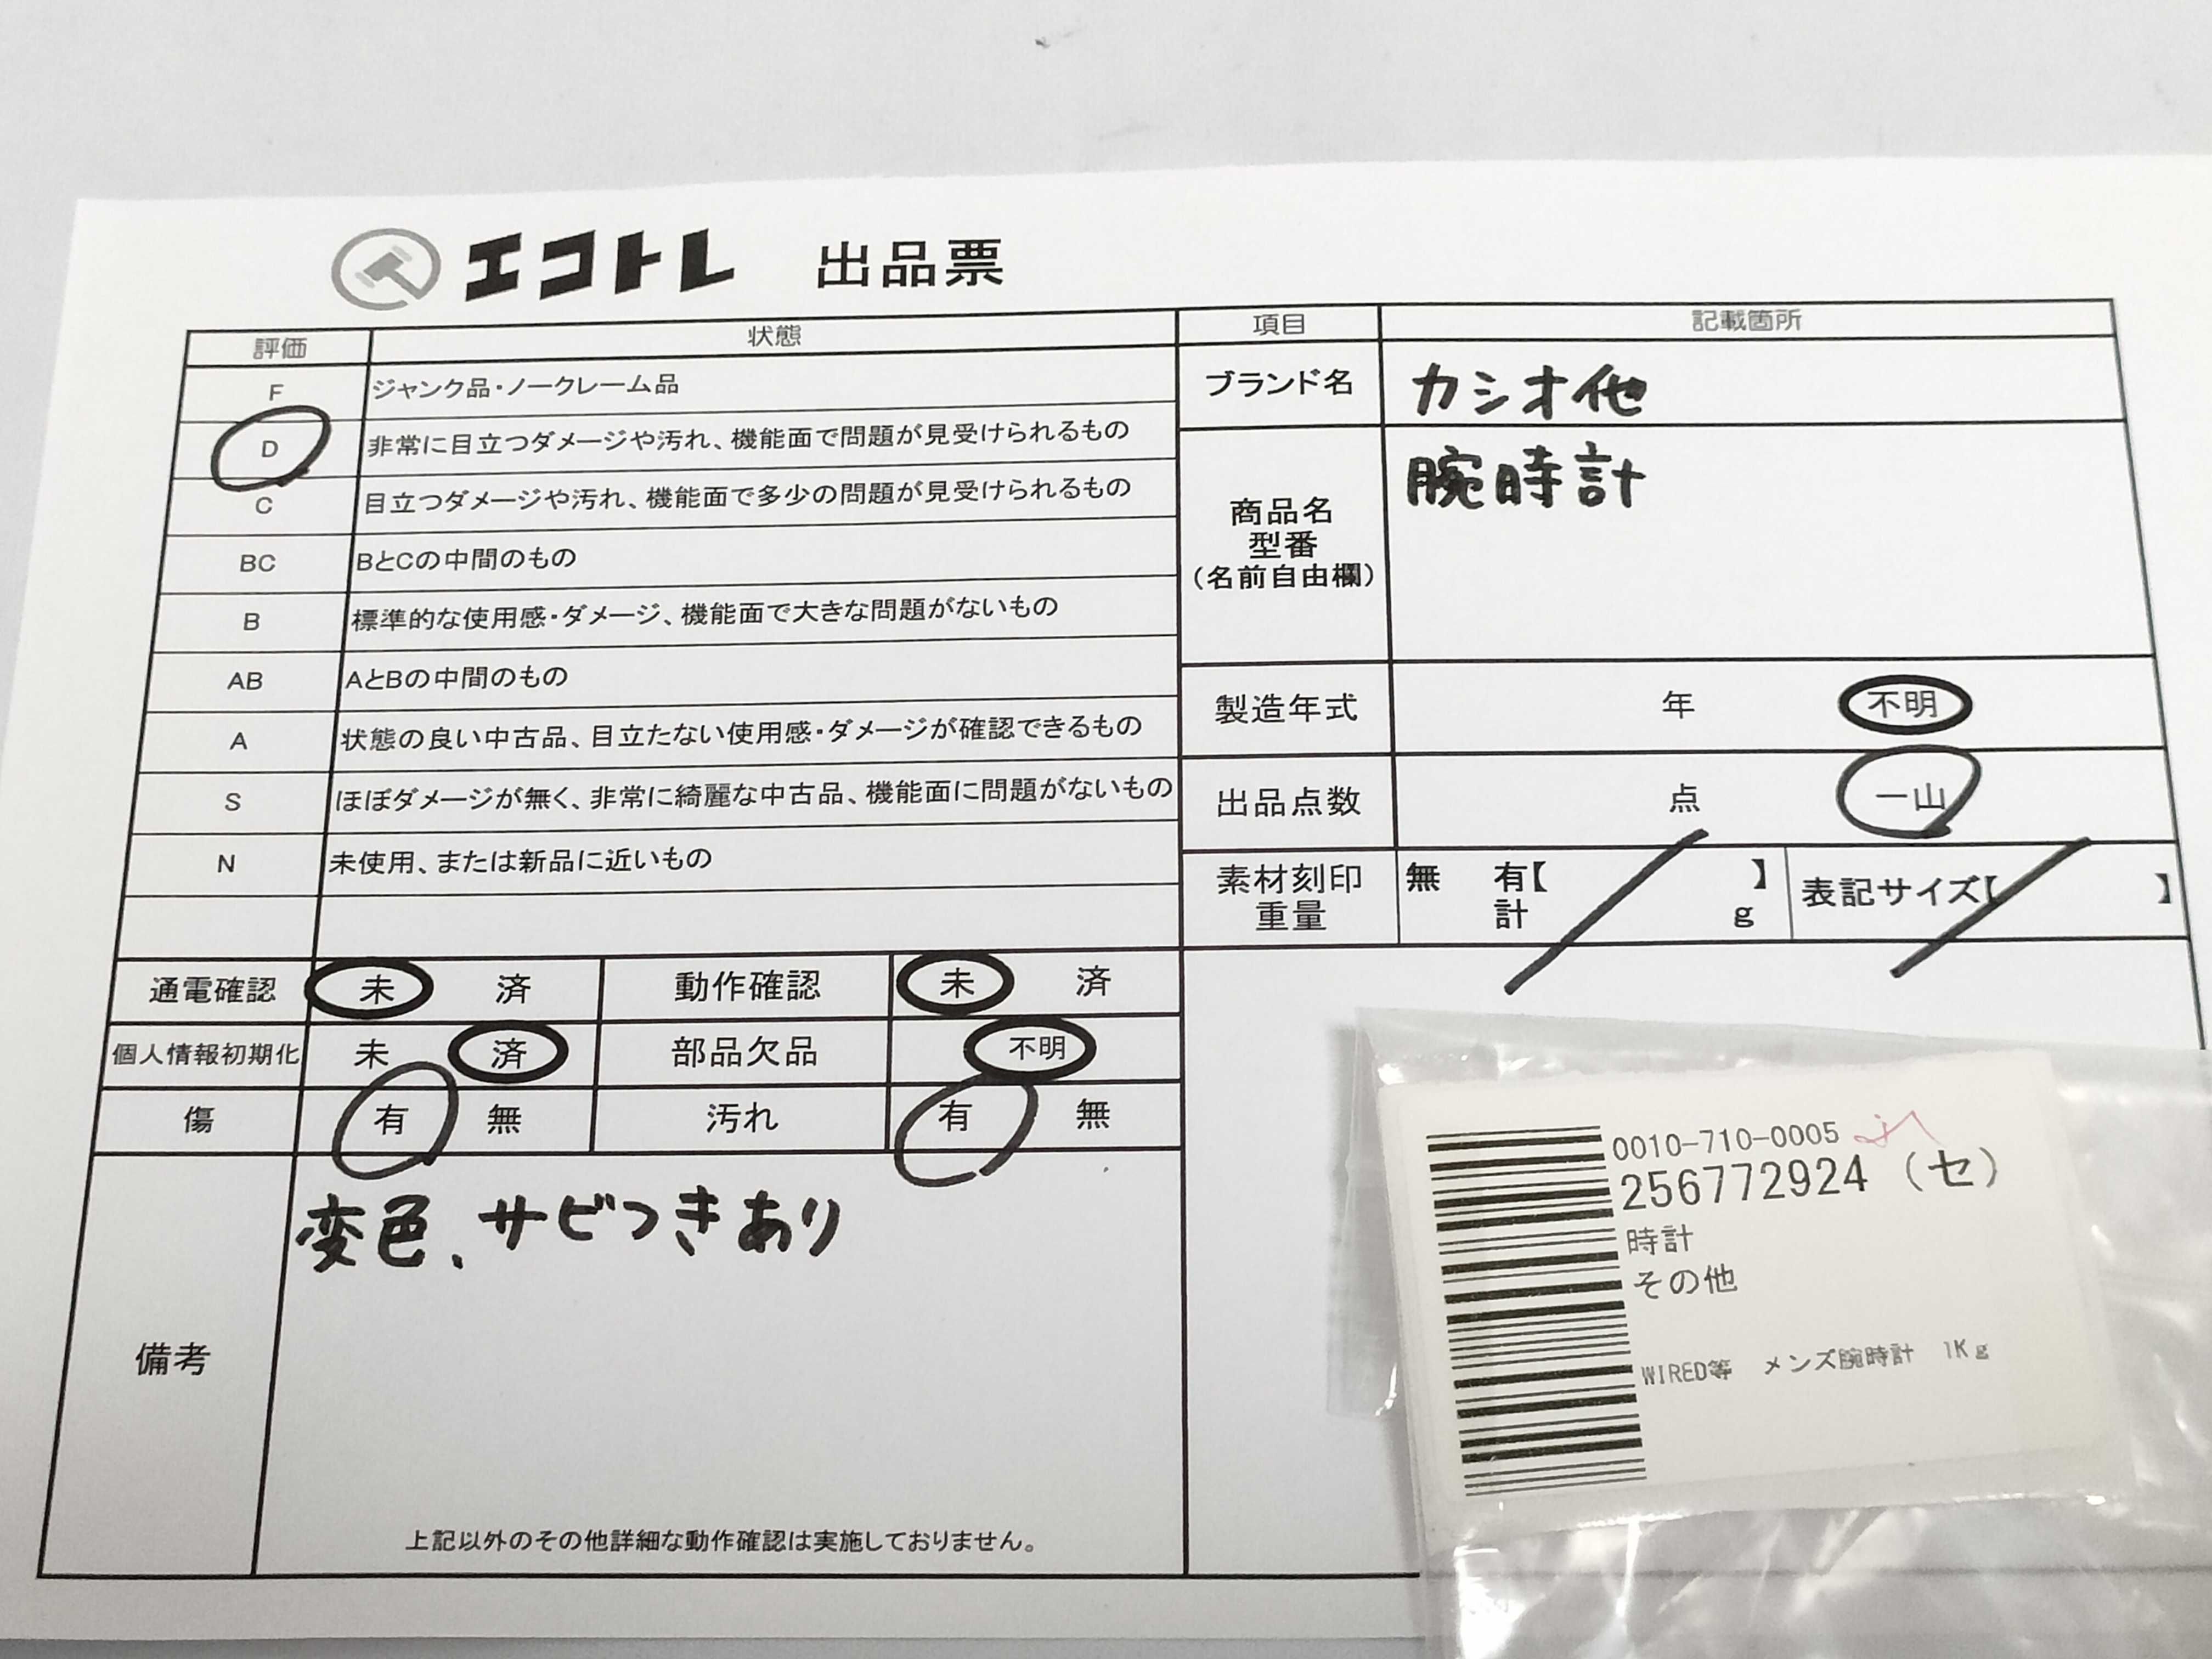 エコトレ 出品票
評価 状態
F ジャンク品・ノークレーム品
D 非常に目立つダメージや汚れ、機能面で問題が見受けられるもの
C 目立つダメージや汚れ、機能面で多少の問題が見受けられるもの
BC BとCの中間のもの
B 標準的な使用感・ダメージ、機能面で大きな問題がないもの
AB AとBの中間のもの
A 状態の良い中古品、目立たない使用感・ダメージが確認できるもの
S ほぼダメージが無く、非常に綺麗な中古品、機能面に問題がないもの
N 未使用、または新品に近いもの
項目 記載箇所
ブランド名 カシオ他
商品名
型番
(名前自由欄)
腕時計
製造年式 年 不明
出品点数 点 一山
素材刻印
重量
無 有【 】
計 g
表記サイズ【 】
通電確認 未 済 動作確認 未 済
個人情報初期化 未 済 部品欠品 不明
傷 有 無 汚れ 有 無
備考
変色、サビつきあり
上記以外のその他詳細な動作確認は実施しておりません。
0010-710-0005
256772924 (セ)
時計
その他
WIRED等 メンズ腕時計 1Kg